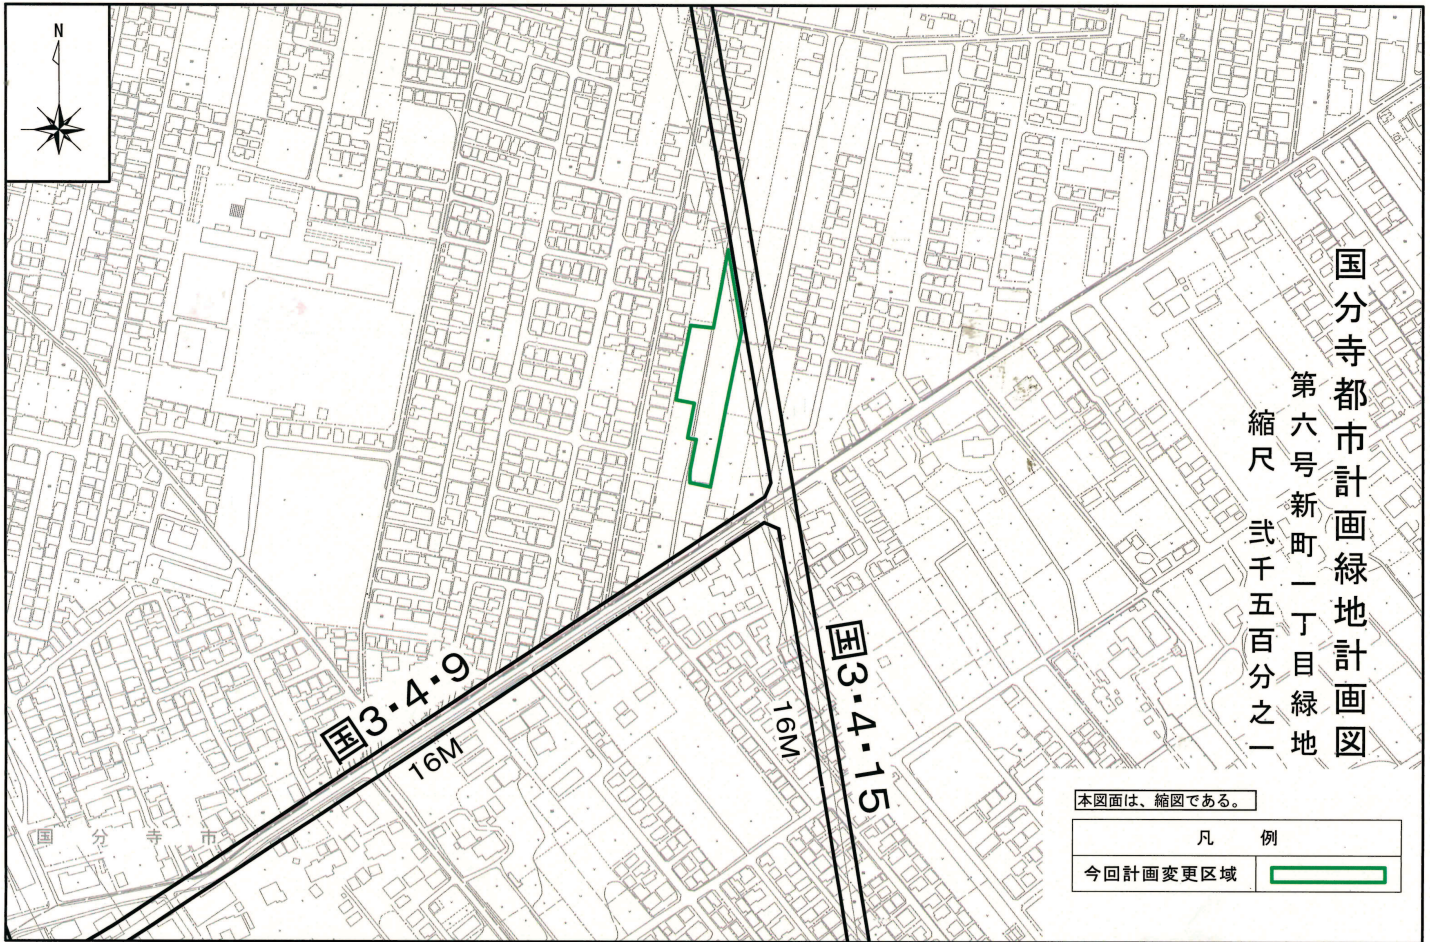 N
国分寺都市計画緑地計画図
第六号新町一丁目緑地
縮尺 弐千五百分之一
国3・4・9
16M
国3・4・15
16M
国分寺市
本図面は、縮図である。
凡 例
今回計画変更区域